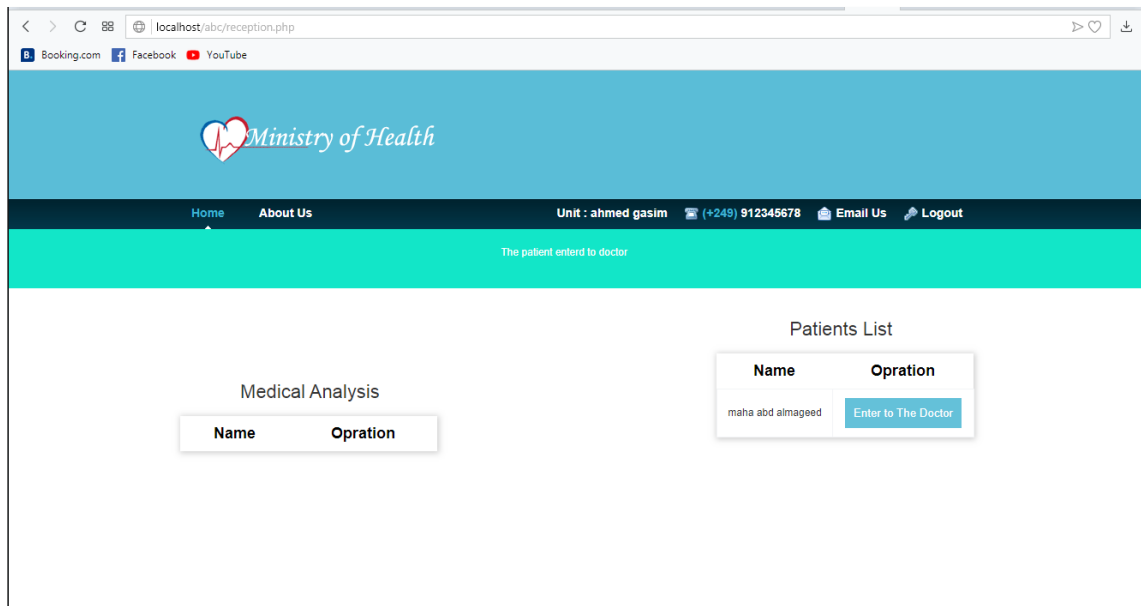 localhost/abc/reception.php
B. Booking.com Facebook YouTube
Ministry of Health
Home About Us Unit : ahmed gasim (+249) 912345678 Email Us Logout
The patient enterd to doctor
Patients List
Name Opration
maha abd almageed Enter to The Doctor
Medical Analysis
Name Opration